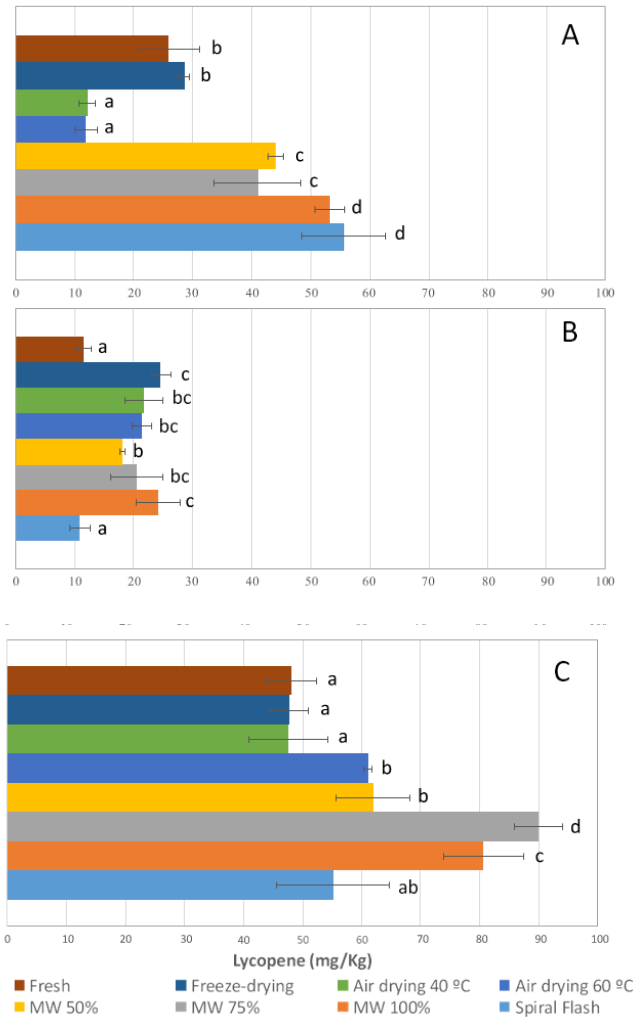 A
b
b
a
a
c
c
d
d
0 10 20 30 40 50 60 70 80 90 100
B
a
c
bc
bc
b
bc
c
a
0 10 20 30 40 50 60 70 80 90 100
C
a
a
a
b
b
d
c
ab
0 10 20 30 40 50 60 70 80 90 100
Lycopene (mg/Kg)
Fresh Freeze-drying Air drying 40 ºC Air drying 60 ºC
MW 50% MW 75% MW 100% Spiral Flash